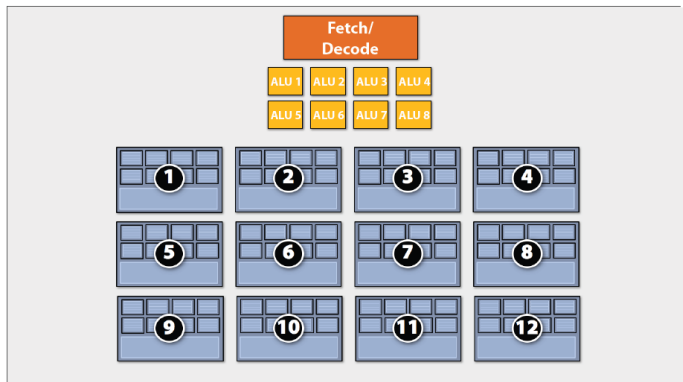 Fetch/
Decode
ALU 1 ALU 2 ALU 3 ALU 4
ALU 5 ALU 6 ALU 7 ALU 8
1 2 3 4
5 6 7 8
9 10 11 12